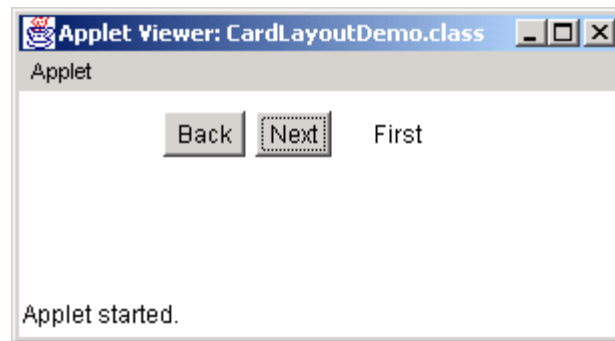 Applet Viewer: CardLayoutDemo.class
Applet
Back Next First
Applet started.